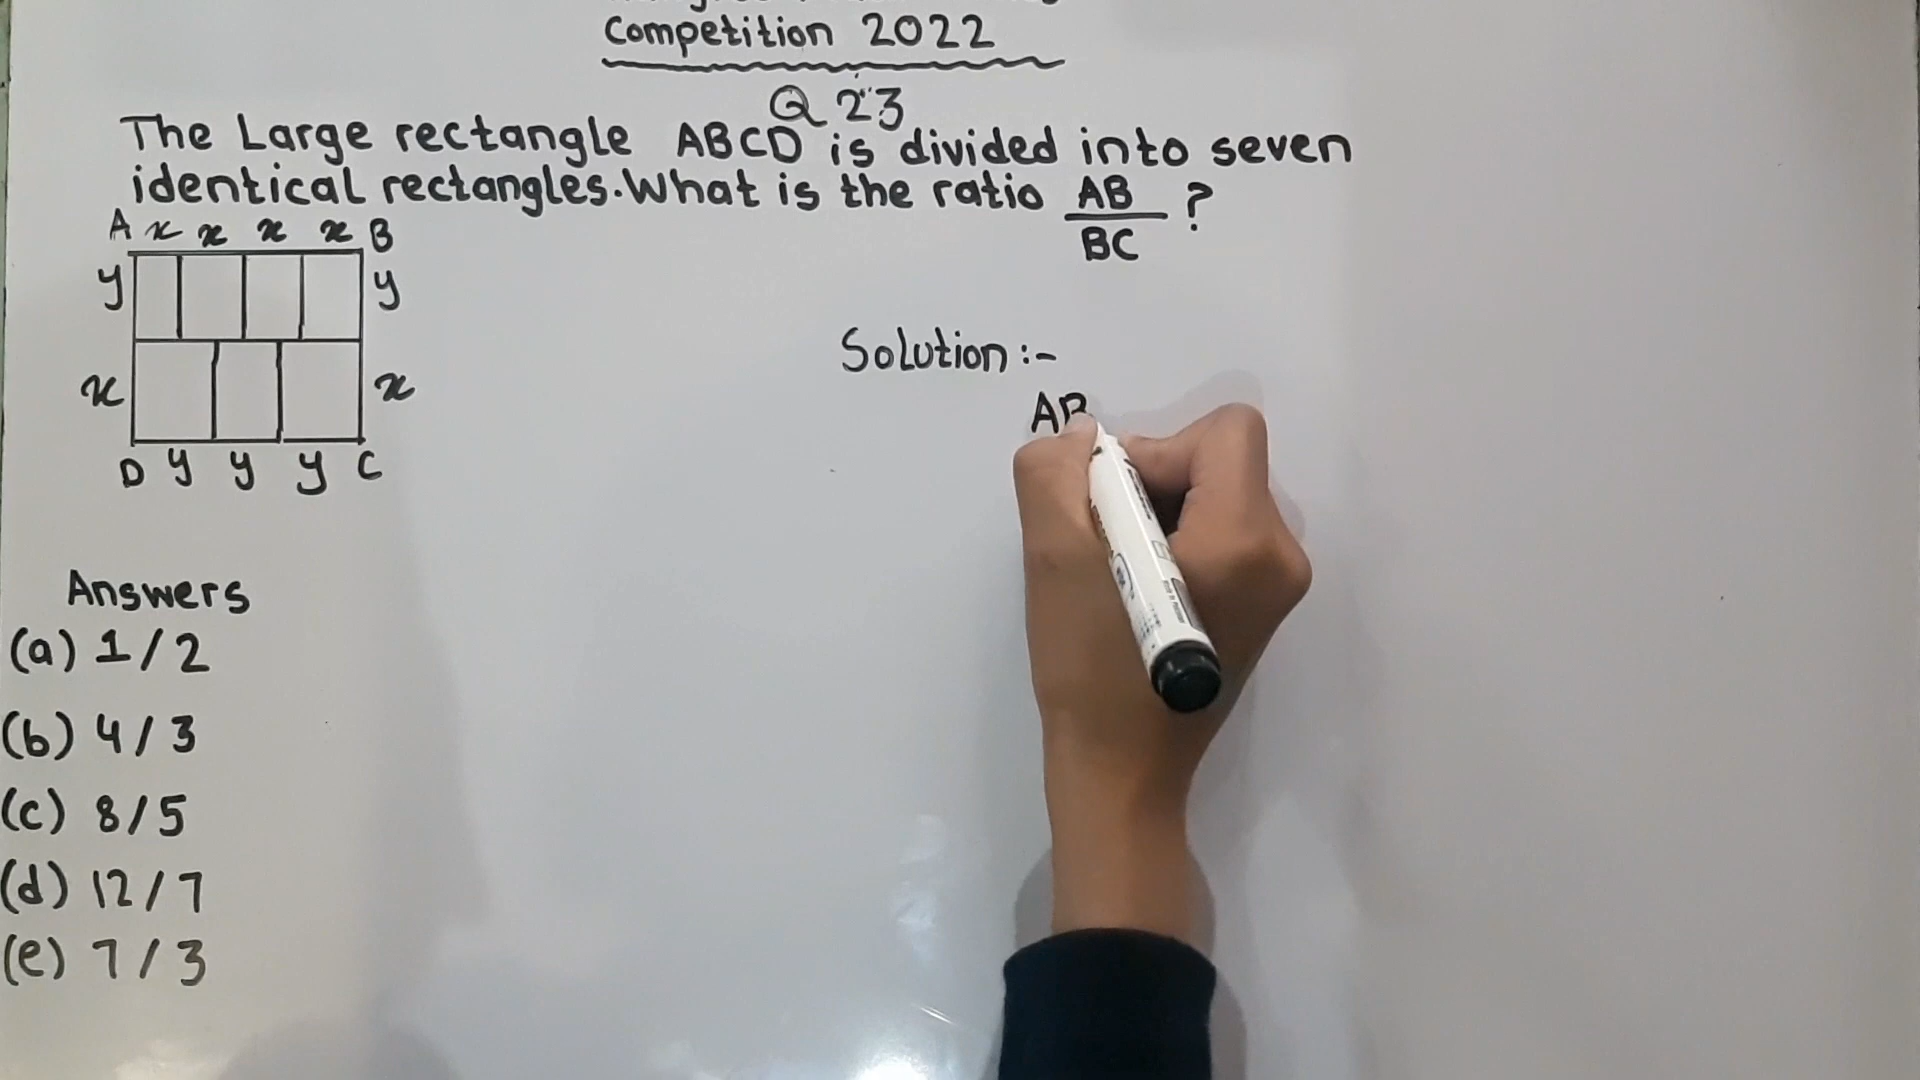 Competition 2022
Q 23
The Large rectangle ABCD is divided into seven
identical rectangles. What is the ratio AB/BC ?
A x x x x B
y y
x x
D y y y C
Solution :-
AB
Answers
(a) 1/2
(b) 4/3
(c) 8/5
(d) 12/7
(e) 7/3